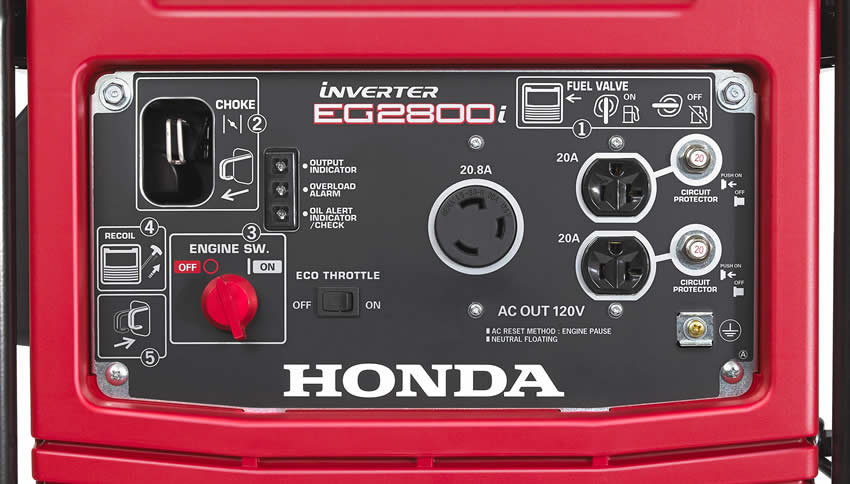 INVERTER
EG2800i
FUEL VALVE
ON
OFF
①
CHOKE
②
OUTPUT
INDICATOR
OVERLOAD
ALARM
OIL ALERT
INDICATOR
/CHECK
20.8A
20A
20
CIRCUIT
PROTECTOR
PUSH ON
OFF
④
RECOIL
③
ENGINE SW.
OFF
ON
20A
20
CIRCUIT
PROTECTOR
PUSH ON
OFF
ECO THROTTLE
OFF
ON
⑤
AC OUT 120V
AC RESET METHOD : ENGINE PAUSE
NEUTRAL FLOATING
A
HONDA